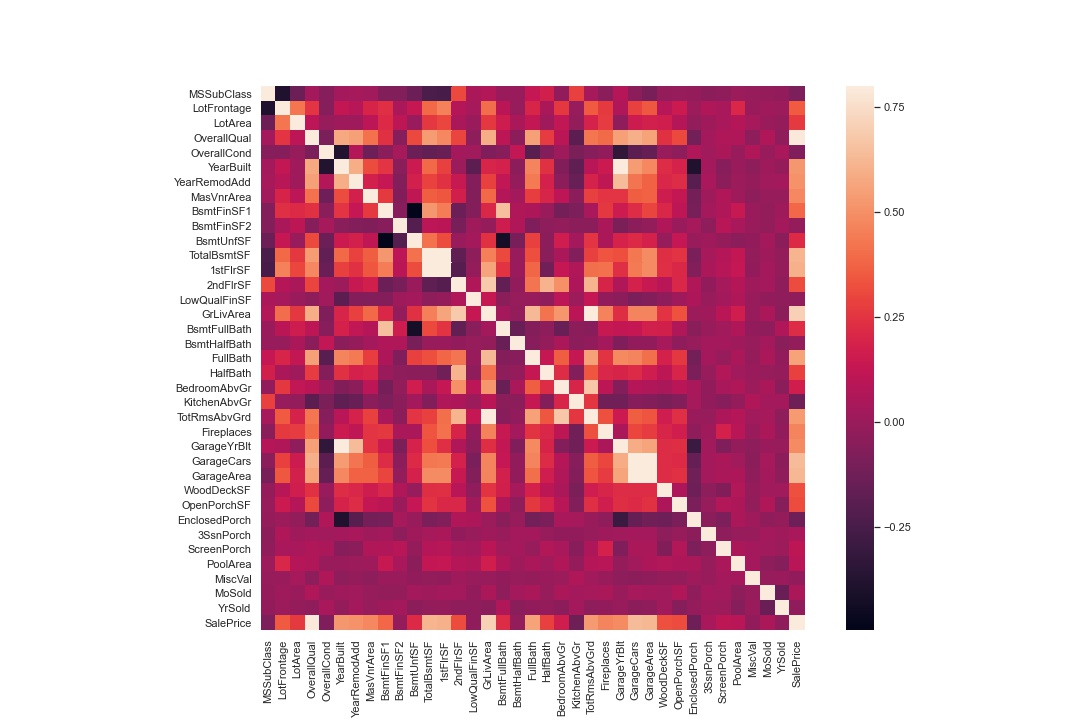 MSSubClass
LotFrontage
LotArea
OverallQual
OverallCond
YearBuilt
YearRemodAdd
MasVnrArea
BsmtFinSF1
BsmtFinSF2
BsmtUnfSF
TotalBsmtSF
1stFlrSF
2ndFlrSF
LowQualFinSF
GrLivArea
BsmtFullBath
BsmtHalfBath
FullBath
HalfBath
BedroomAbvGr
KitchenAbvGr
TotRmsAbvGrd
Fireplaces
GarageYrBlt
GarageCars
GarageArea
WoodDeckSF
OpenPorchSF
EnclosedPorch
3SsnPorch
ScreenPorch
PoolArea
MiscVal
MoSold
YrSold
SalePrice
MSSubClass
LotFrontage
LotArea
OverallQual
OverallCond
YearBuilt
YearRemodAdd
MasVnrArea
BsmtFinSF1
BsmtFinSF2
BsmtUnfSF
TotalBsmtSF
1stFlrSF
2ndFlrSF
LowQualFinSF
GrLivArea
BsmtFullBath
BsmtHalfBath
FullBath
HalfBath
BedroomAbvGr
KitchenAbvGr
TotRmsAbvGrd
Fireplaces
GarageYrBlt
GarageCars
GarageArea
WoodDeckSF
OpenPorchSF
EnclosedPorch
3SsnPorch
ScreenPorch
PoolArea
MiscVal
MoSold
YrSold
SalePrice
0.75
0.50
0.25
0.00
−0.25